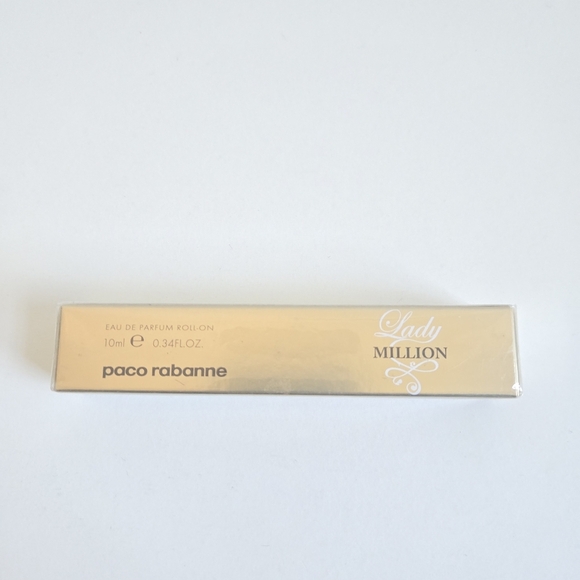 EAU DE PARFUM ROLL-ON
10ml e 0.34FL.OZ.
paco rabanne
Lady
MILLION